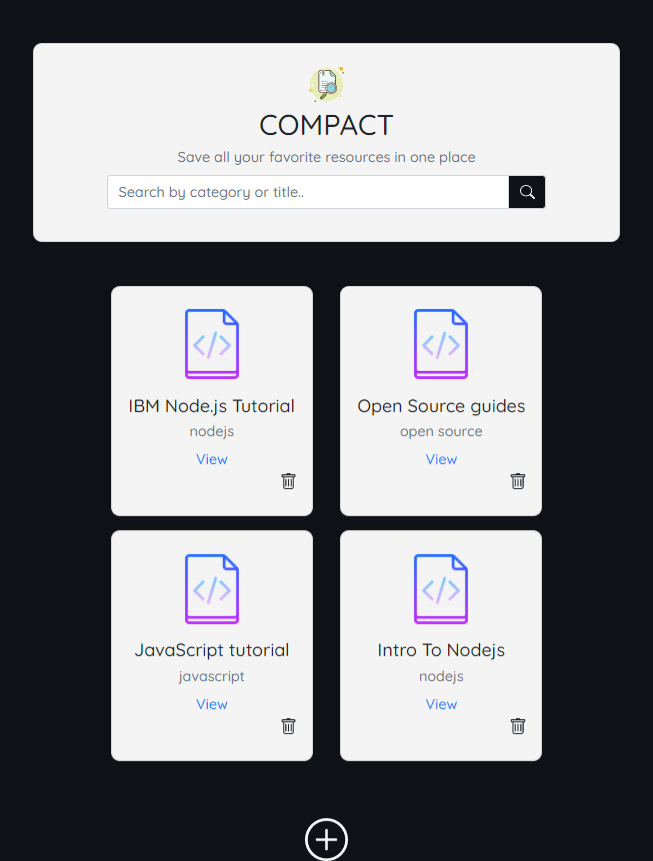 COMPACT
Save all your favorite resources in one place
Search by category or title..
IBM Node.js Tutorial
nodejs
View
Open Source guides
open source
View
JavaScript tutorial
javascript
View
Intro To Nodejs
nodejs
View